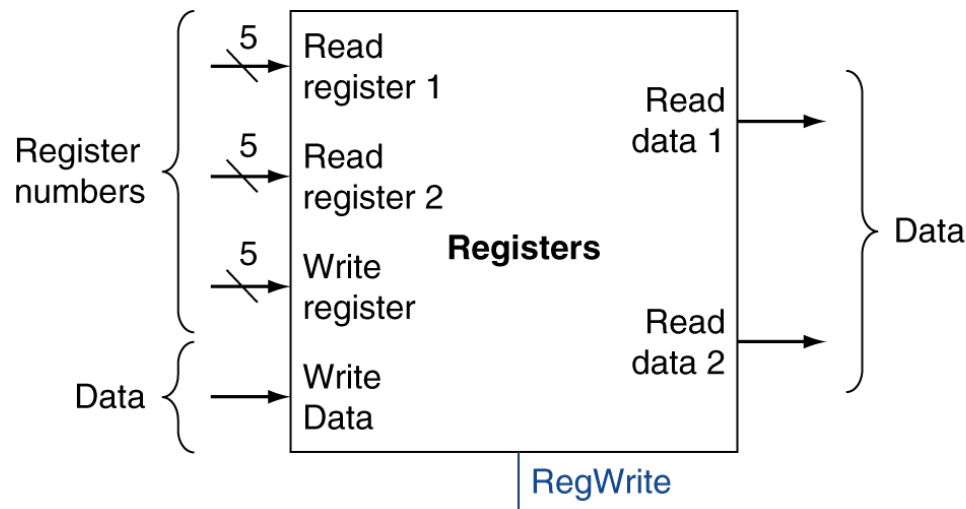 Register
numbers
Data
5
Read
register 1
5
Read
register 2
5
Write
register
Write
Data
Registers
Read
data 1
Read
data 2
Data
RegWrite